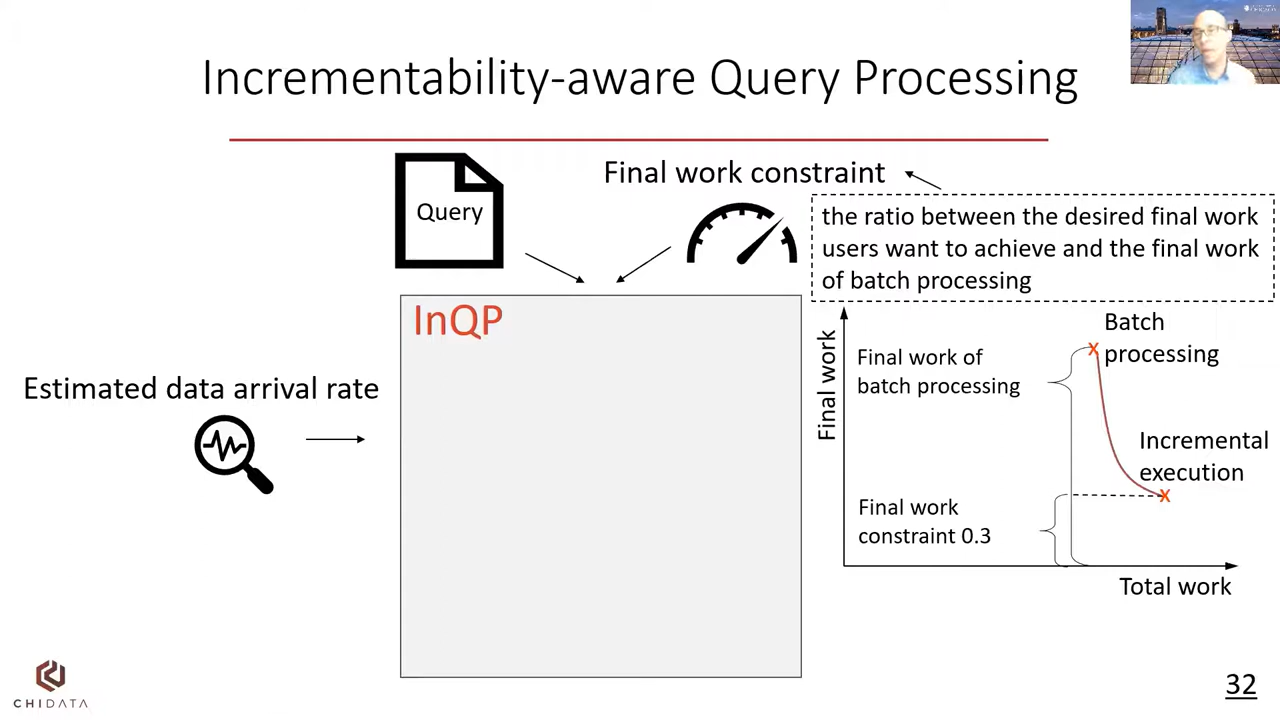 Incrementability-aware Query Processing
Query
Final work constraint
the ratio between the desired final work
users want to achieve and the final work
of batch processing
InQP
Estimated data arrival rate
Final work
Final work of
batch processing
Batch
processing
Incremental
execution
Final work
constraint 0.3
Total work
CHIDATA
32